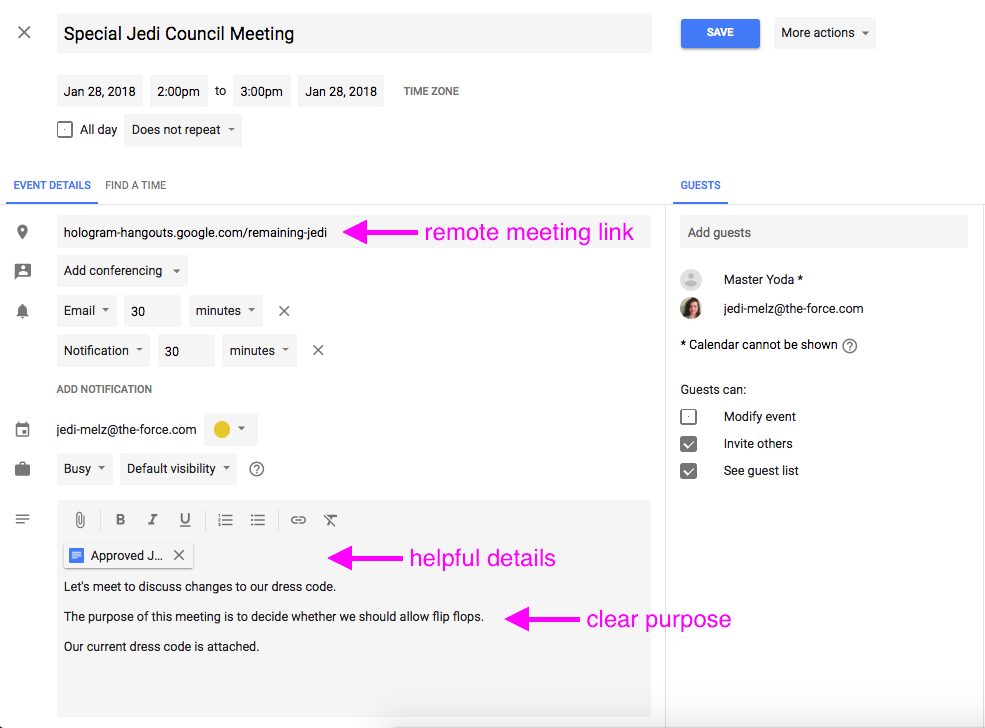 Special Jedi Council Meeting
SAVE
More actions
Jan 28, 2018 2:00pm to 3:00pm Jan 28, 2018 TIME ZONE
All day Does not repeat
EVENT DETAILS FIND A TIME
GUESTS
hologram-hangouts.google.com/remaining-jedi
remote meeting link
Add conferencing
Email 30 minutes
Notification 30 minutes
ADD NOTIFICATION
jedi-melz@the-force.com
Busy Default visibility ?
B I U
Approved J...
helpful details
Let's meet to discuss changes to our dress code.
The purpose of this meeting is to decide whether we should allow flip flops.
clear purpose
Our current dress code is attached.
Add guests
Master Yoda *
jedi-melz@the-force.com
* Calendar cannot be shown ?
Guests can:
Modify event
Invite others
See guest list